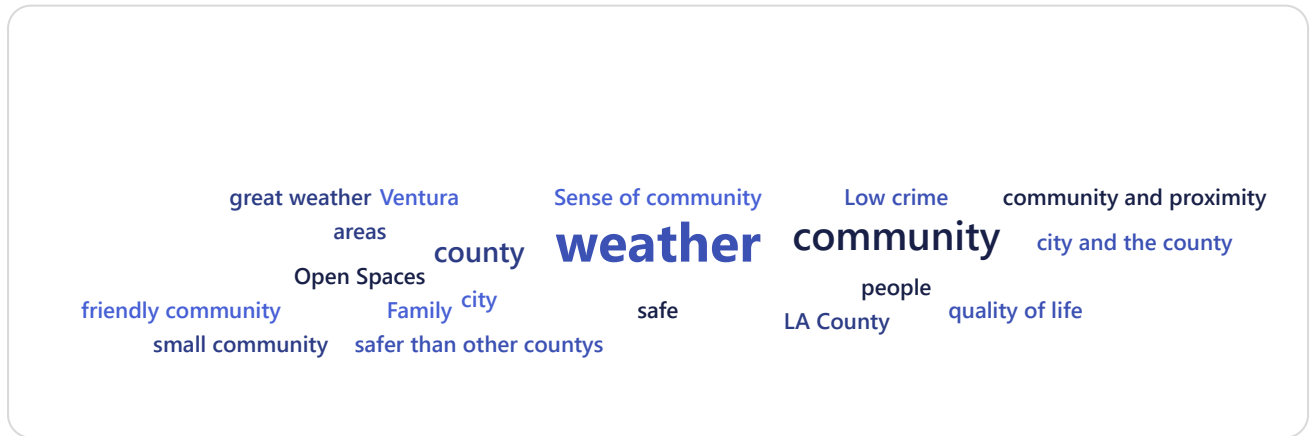 great weather Ventura Sense of community Low crime community and proximity
areas county weather community city and the county
Open Spaces people
friendly community Family city safe LA County quality of life
small community safer than other countys